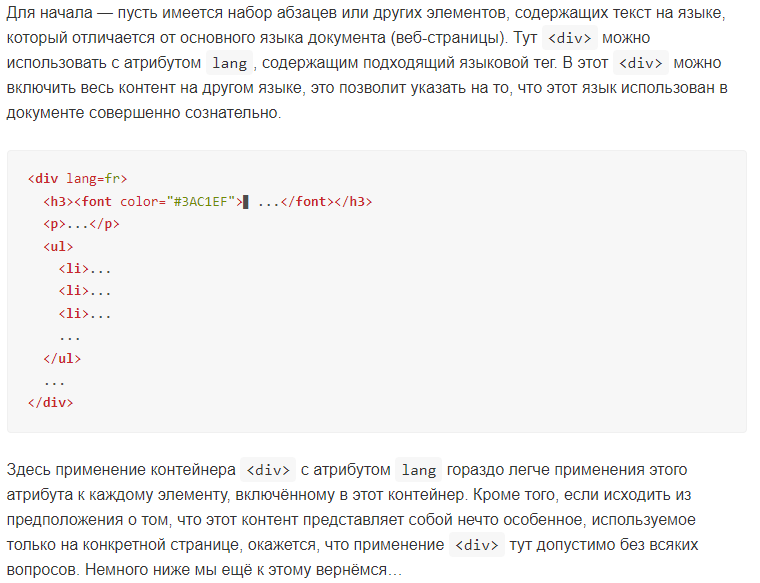 Для начала — пусть имеется набор абзацев или других элементов, содержащих текст на языке,
который отличается от основного языка документа (веб-страницы). Тут <div> можно
использовать с атрибутом lang, содержащим подходящий языковой тег. В этот <div> можно
включить весь контент на другом языке, это позволит указать на то, что этот язык использован в
документе совершенно сознательно.
<div lang=fr>
  <h3><font color="#3AC1EF">▋ ...</font></h3>
  <p>...</p>
  <ul>
    <li>...
    <li>...
    <li>...
    ...
  </ul>
  ...
</div>
Здесь применение контейнера <div> с атрибутом lang гораздо легче применения этого
атрибута к каждому элементу, включённому в этот контейнер. Кроме того, если исходить из
предположения о том, что этот контент представляет собой нечто особенное, используемое
только на конкретной странице, окажется, что применение <div> тут допустимо без всяких
вопросов. Немного ниже мы ещё к этому вернёмся…